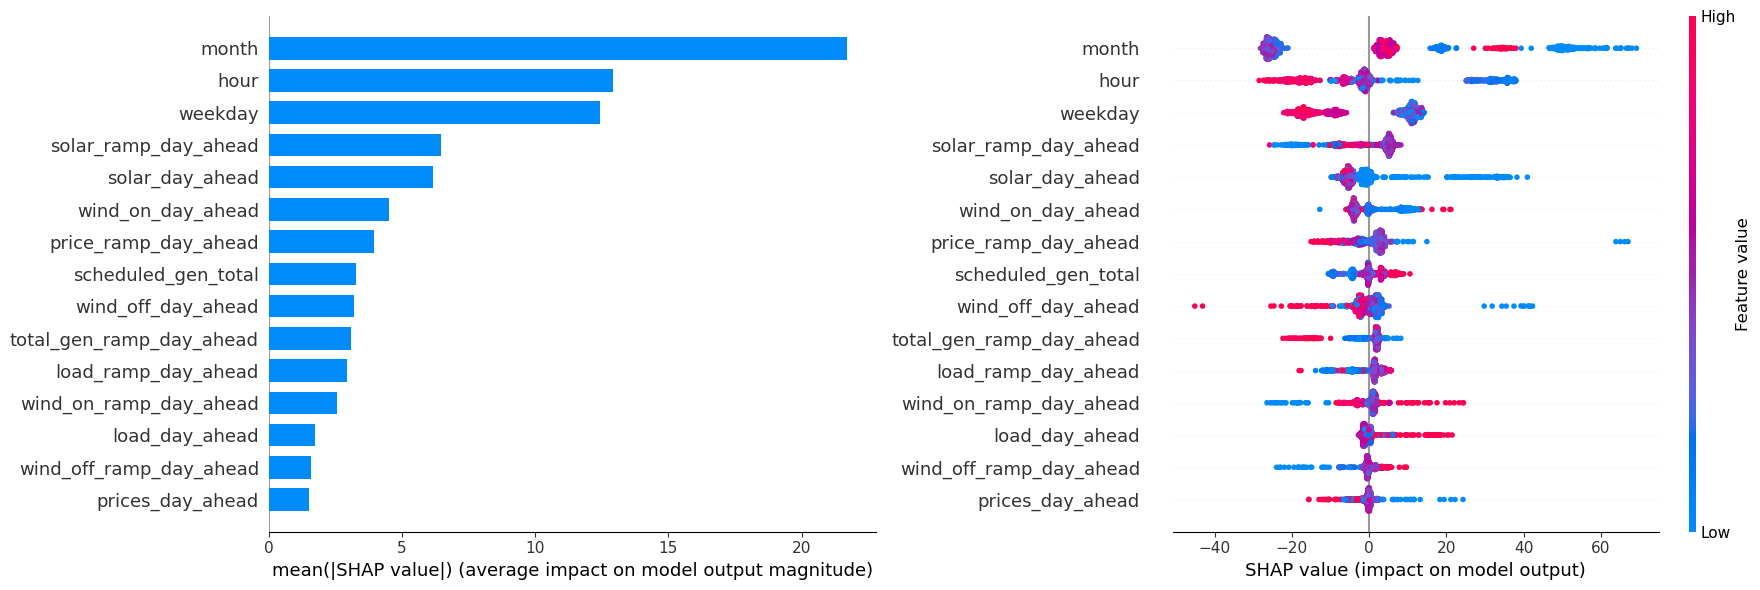 month
hour
weekday
solar_ramp_day_ahead
solar_day_ahead
wind_on_day_ahead
price_ramp_day_ahead
scheduled_gen_total
wind_off_day_ahead
total_gen_ramp_day_ahead
load_ramp_day_ahead
wind_on_ramp_day_ahead
load_day_ahead
wind_off_ramp_day_ahead
prices_day_ahead
0 5 10 15 20
mean(|SHAP value|) (average impact on model output magnitude)
month
hour
weekday
solar_ramp_day_ahead
solar_day_ahead
wind_on_day_ahead
price_ramp_day_ahead
scheduled_gen_total
wind_off_day_ahead
total_gen_ramp_day_ahead
load_ramp_day_ahead
wind_on_ramp_day_ahead
load_day_ahead
wind_off_ramp_day_ahead
prices_day_ahead
−40 −20 0 20 40 60
SHAP value (impact on model output)
High
Feature value
Low